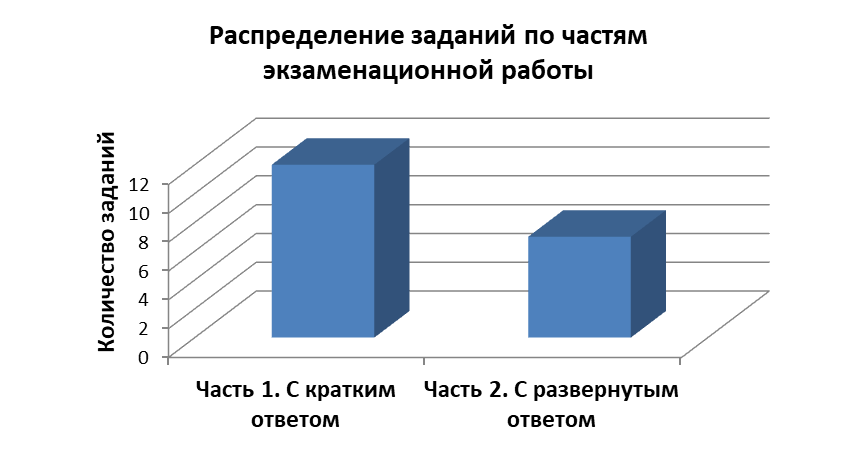 Распределение заданий по частям
экзаменационной работы
Количество заданий
12
10
8
6
4
2
0
Часть 1. С кратким
ответом
Часть 2. С развернутым
ответом